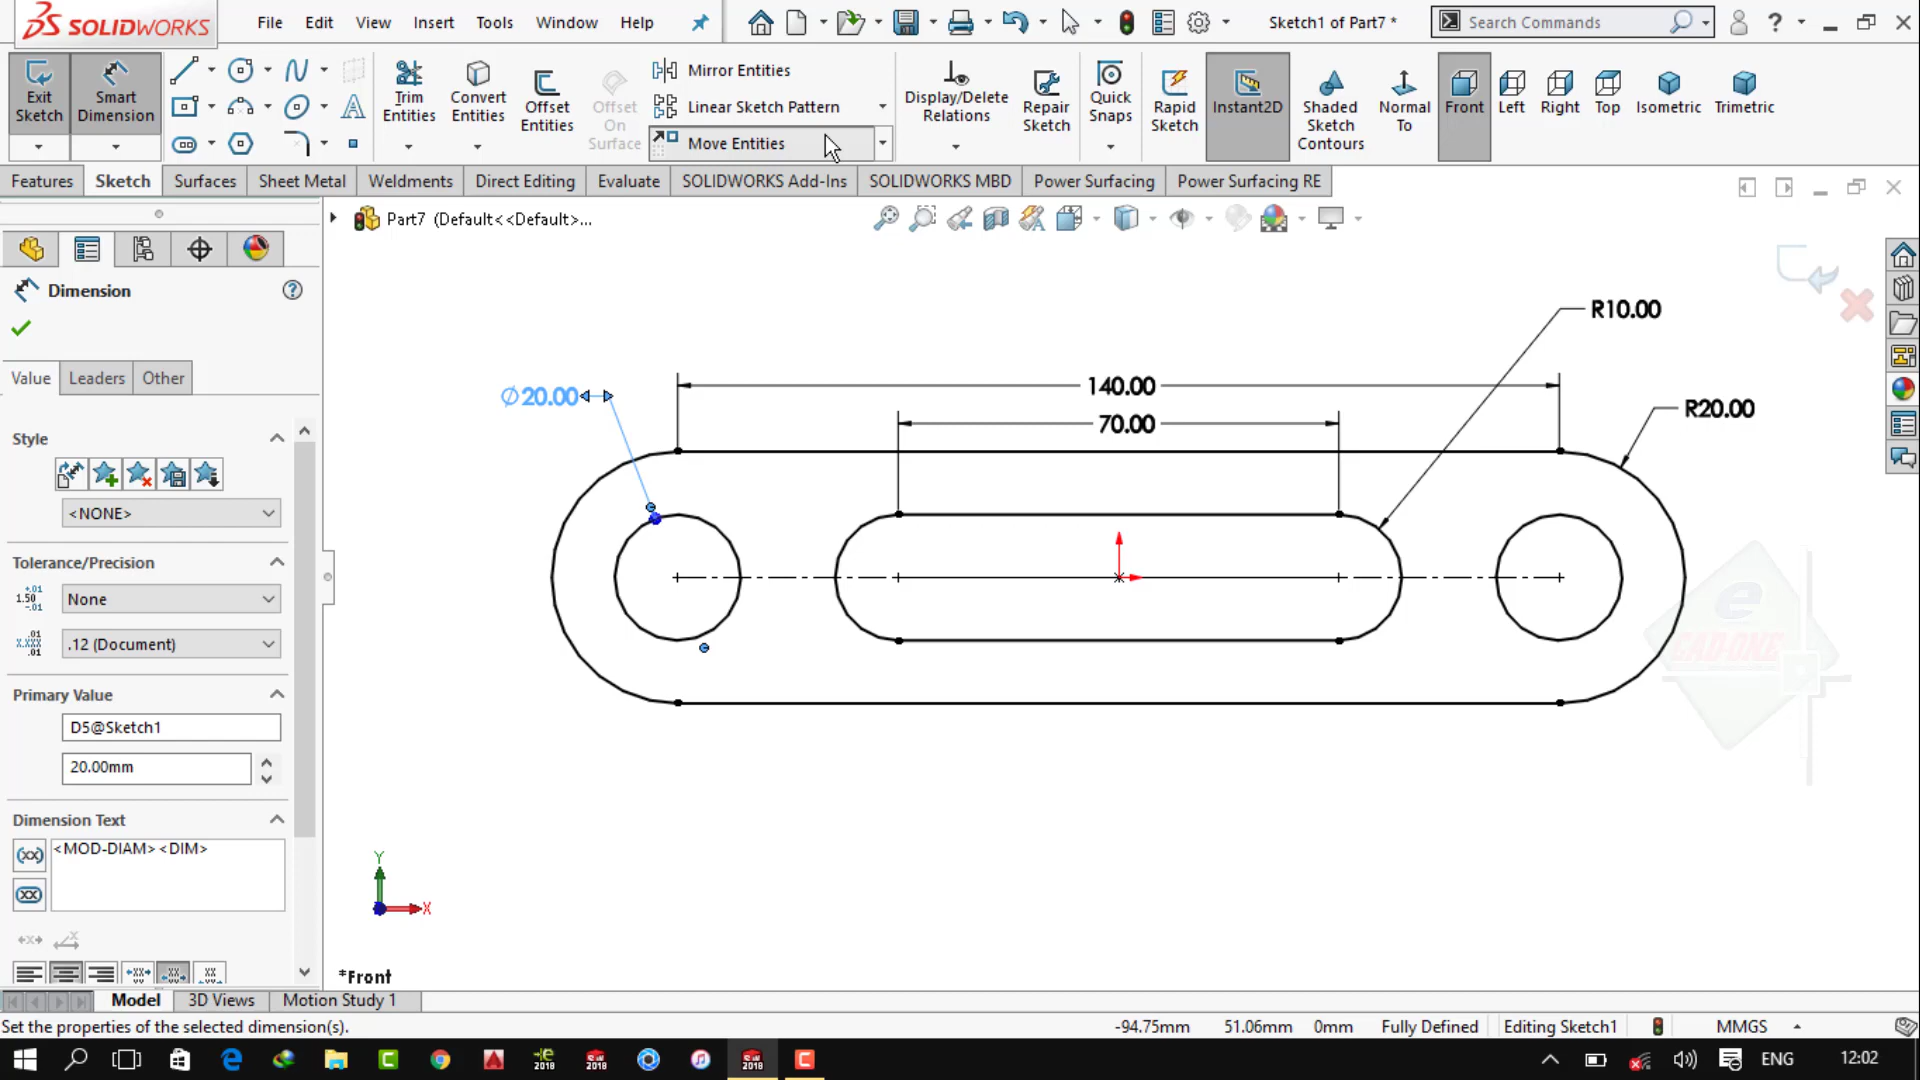 SOLIDWORKS
File Edit View Insert Tools Window Help
Sketch1 of Part7 *
Search Commands
Exit Sketch
Smart Dimension
Trim Entities
Convert Entities
Offset Entities
Offset On Surface
Mirror Entities
Linear Sketch Pattern
Move Entities
Display/Delete Relations
Repair Sketch
Quick Snaps
Rapid Sketch
Instant2D
Shaded Sketch Contours
Normal To
Front
Left
Right
Top
Isometric
Trimetric
Features Sketch Surfaces Sheet Metal Weldments Direct Editing Evaluate SOLIDWORKS Add-Ins SOLIDWORKS MBD Power Surfacing Power Surfacing RE
Part7 (Default<<Default>...
Dimension
Value Leaders Other
Style
<NONE>
Tolerance/Precision
None
.12 (Document)
Primary Value
D5@Sketch1
20.00mm
Dimension Text
<MOD-DIAM><DIM>
R10.00
140.00
∅20.00
70.00
R20.00
e
CAD-ONE
Y
X
*Front
Model 3D Views Motion Study 1
Set the properties of the selected dimension(s).
-94.75mm 51.06mm 0mm Fully Defined Editing Sketch1 MMGS
ENG 12:02